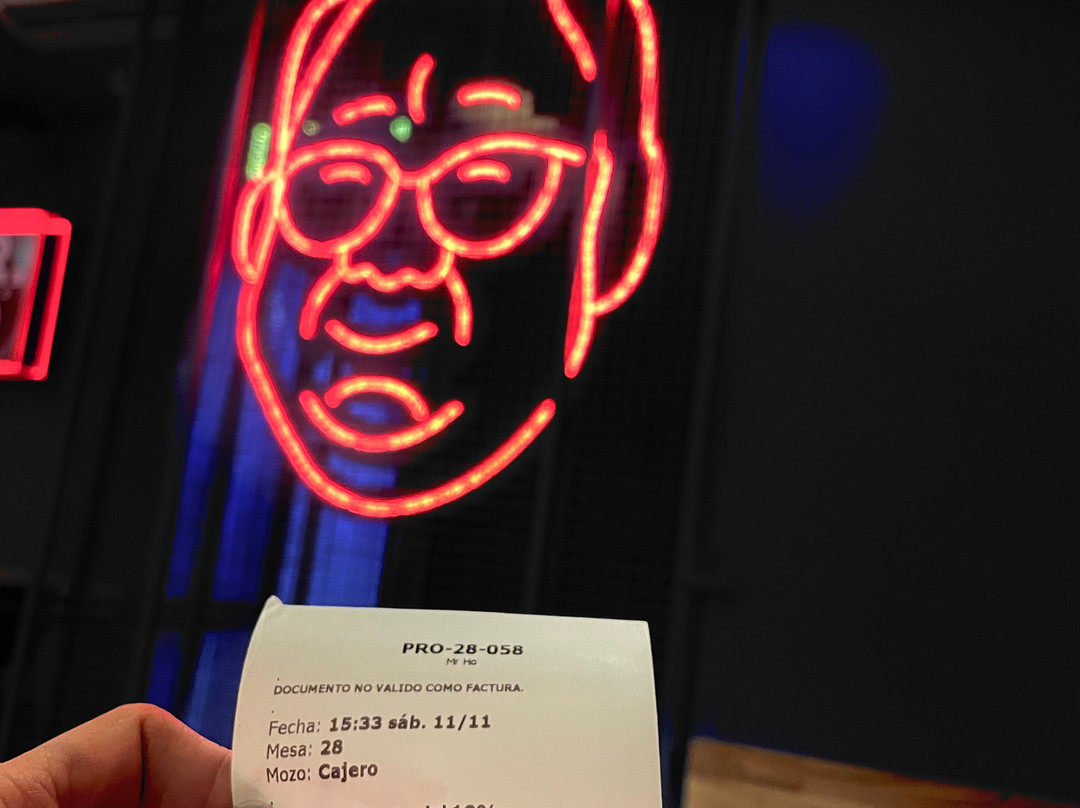 PRO-28-058
Mr Ho
DOCUMENTO NO VALIDO COMO FACTURA.
Fecha: 15:33 sáb. 11/11
Mesa: 28
Mozo: Cajero